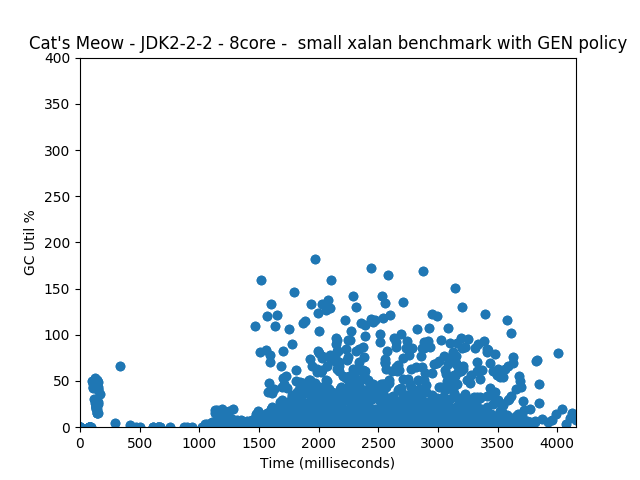 Cat's Meow - JDK2-2-2 - 8core -  small xalan benchmark with GEN policy
400
350
300
250
200
150
100
50
0
GC Util %
0 500 1000 1500 2000 2500 3000 3500 4000
Time (milliseconds)